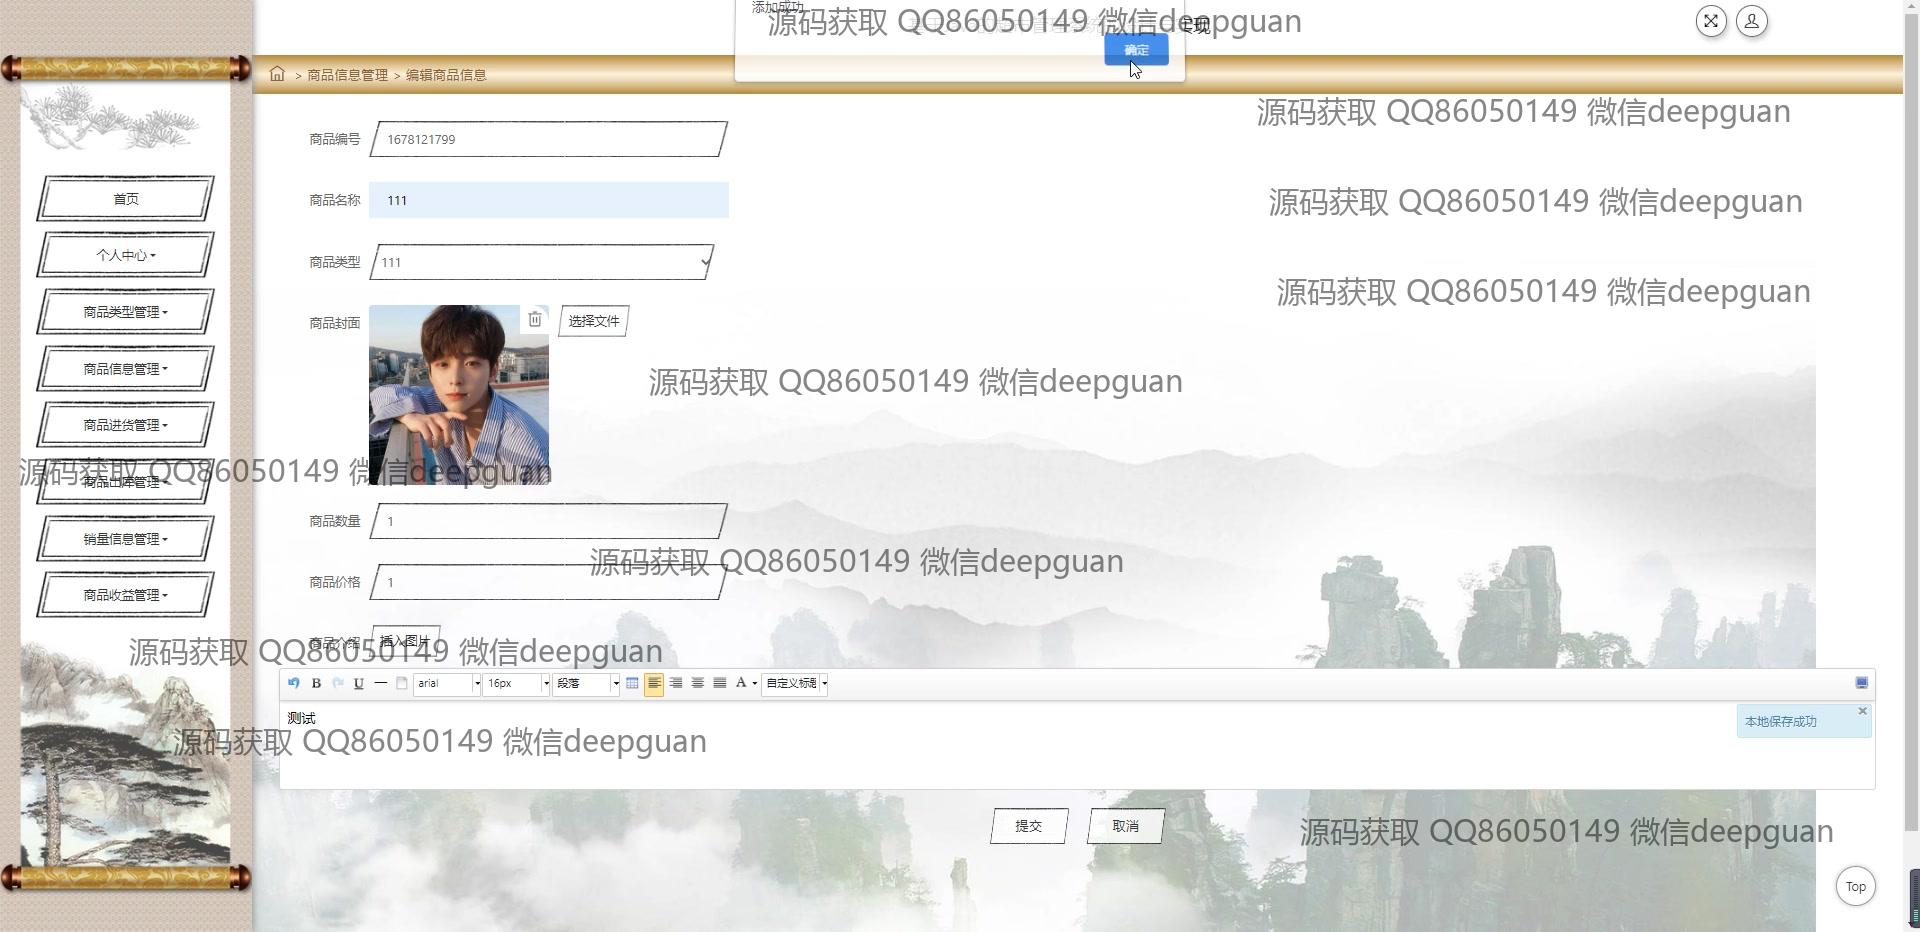 添加成功
源码获取 QQ86050149 微信deepguan
确定
> 商品信息管理 > 编辑商品信息
源码获取 QQ86050149 微信deepguan
商品编号 1678121799
首页
商品名称 111
源码获取 QQ86050149 微信deepguan
个人中心
商品类型 111
源码获取 QQ86050149 微信deepguan
商品类型管理
商品封面 选择文件
商品信息管理
源码获取 QQ86050149 微信deepguan
商品进货管理
源码获取 QQ86050149 微信deepguan
商品出库管理
商品数量 1
销量信息管理
源码获取 QQ86050149 微信deepguan
商品价格 1
商品收益管理
商品介绍 插入图片
源码获取 QQ86050149 微信deepguan
B U arial 16px 段落 A 自定义标题
测试
本地保存成功
源码获取 QQ86050149 微信deepguan
提交 取消
源码获取 QQ86050149 微信deepguan
Top